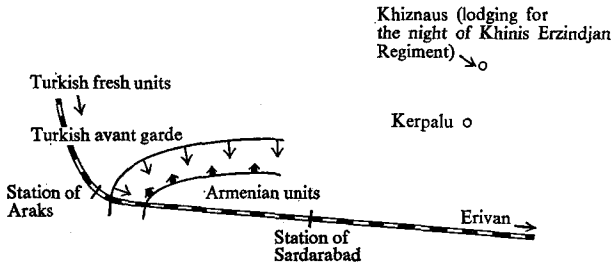 Khiznaus (lodging for
the night of Khinis Erzindjan
Regiment)
Turkish fresh units
Turkish avant garde
Kerpalu
Station of
Araks
Armenian units
Erivan
Station of
Sardarabad